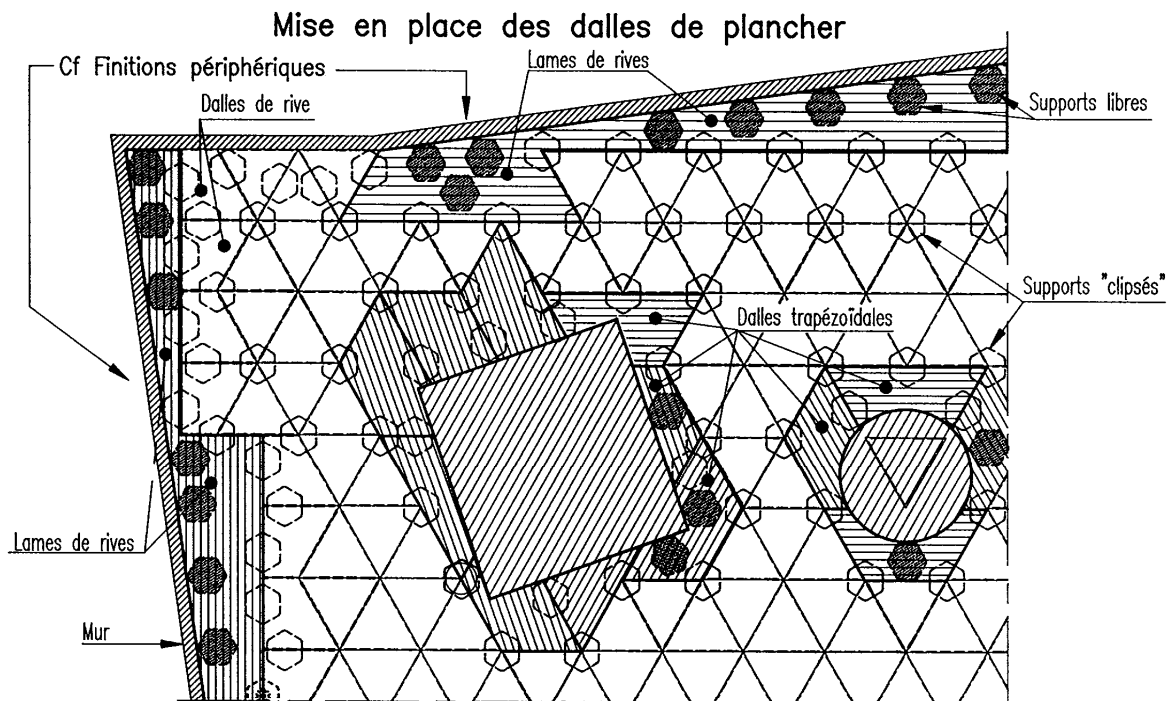 Mise en place des dalles de plancher
Cf Finitions périphériques
Lames de rives
Dalles de rive
Supports libres
Supports "clipsés"
Dalles trapézoïdales
Lames de rives
Mur